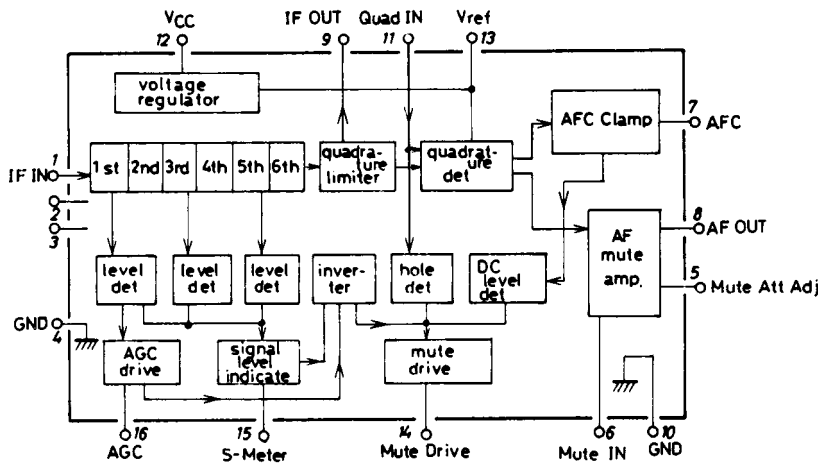 VCC
12
IF OUT
9
Quad IN
11
Vref
13
voltage
regulator
AFC Clamp
7
AFC
1
IF IN
2
3
1st
2nd
3rd
4th
5th
6th
quadra-
ture
limiter
quadrat-
ure
det
AF
mute
amp.
8
AF OUT
5
Mute Att Adj
level
det
level
det
level
det
inver-
ter
hole
det
DC
level
det
GND
4
AGC
drive
signal
level
indicate
mute
drive
16
AGC
15
S-Meter
14
Mute Drive
6
Mute IN
10
GND